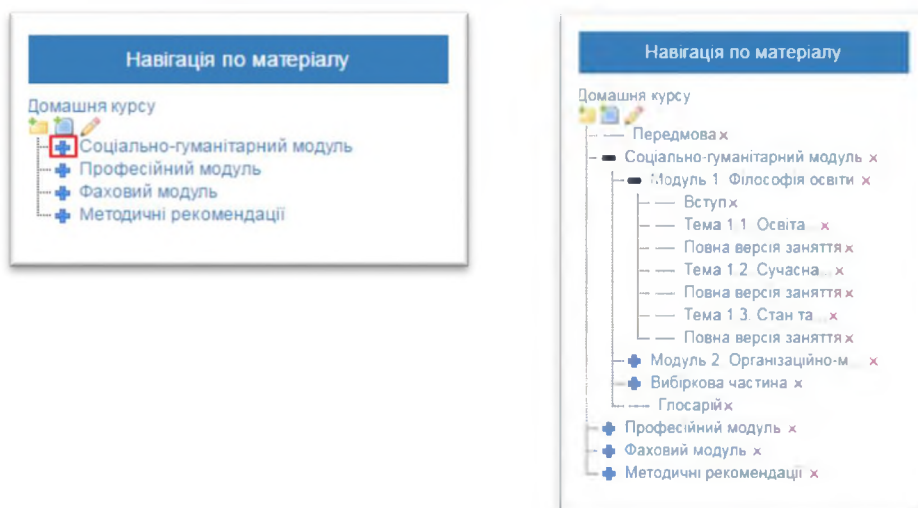 Навігація по матеріалу
Домашня курсу
Соціально-гуманітарний модуль
Професійний модуль
Фаховий модуль
Методичні рекомендації
Навігація по матеріалу
Домашня курсу
Передмова x
Соціально-гуманітарний модуль x
Модуль 1 Філософія освіти x
Вступ x
Тема 1.1 Освіта... x
Повна версія заняття x
Тема 1.2 Сучасна... x
Повна версія заняття x
Тема 1.3. Стан та... x
Повна версія заняття x
Модуль 2 Організаційно-м... x
Вибіркова частина x
Глосарій x
Професійний модуль x
Фаховий модуль x
Методичні рекомендації x